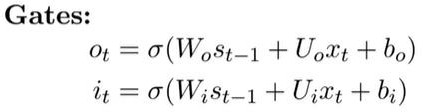 Gates:
o_t = σ(W_o s_{t−1} + U_o x_t + b_o)
i_t = σ(W_i s_{t−1} + U_i x_t + b_i)